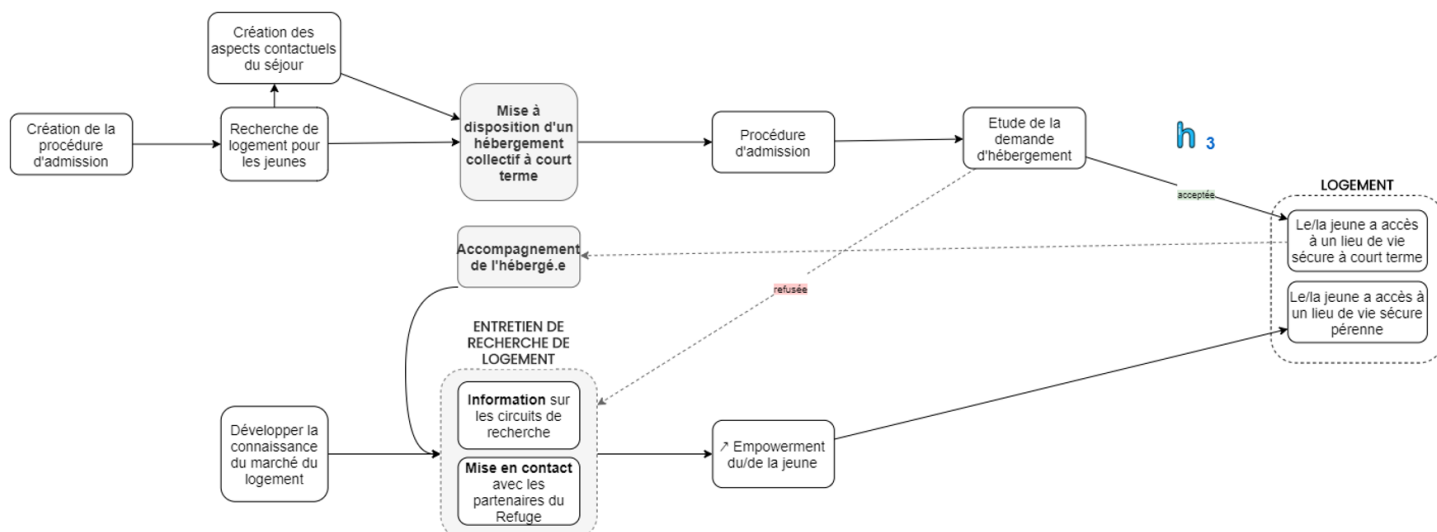 Création des
aspects contactuels
du séjour
Création de la
procédure
d'admission
Recherche de
logement pour
les jeunes
Mise à
disposition d'un
hébergement
collectif à court
terme
Procédure
d'admission
Etude de la
demande
d'hébergement
h 3
acceptée
LOGEMENT
Le/la jeune a accès
à un lieu de vie
sécure à court terme
Le/la jeune a accès à
un lieu de vie sécure
pérenne
Accompagnement
de l'hébergé.e
refusée
ENTRETIEN DE
RECHERCHE DE
LOGEMENT
Information sur
les circuits de
recherche
Mise en contact
avec les
partenaires du
Refuge
Développer la
connaissance
du marché du
logement
↗ Empowerment
du/de la jeune